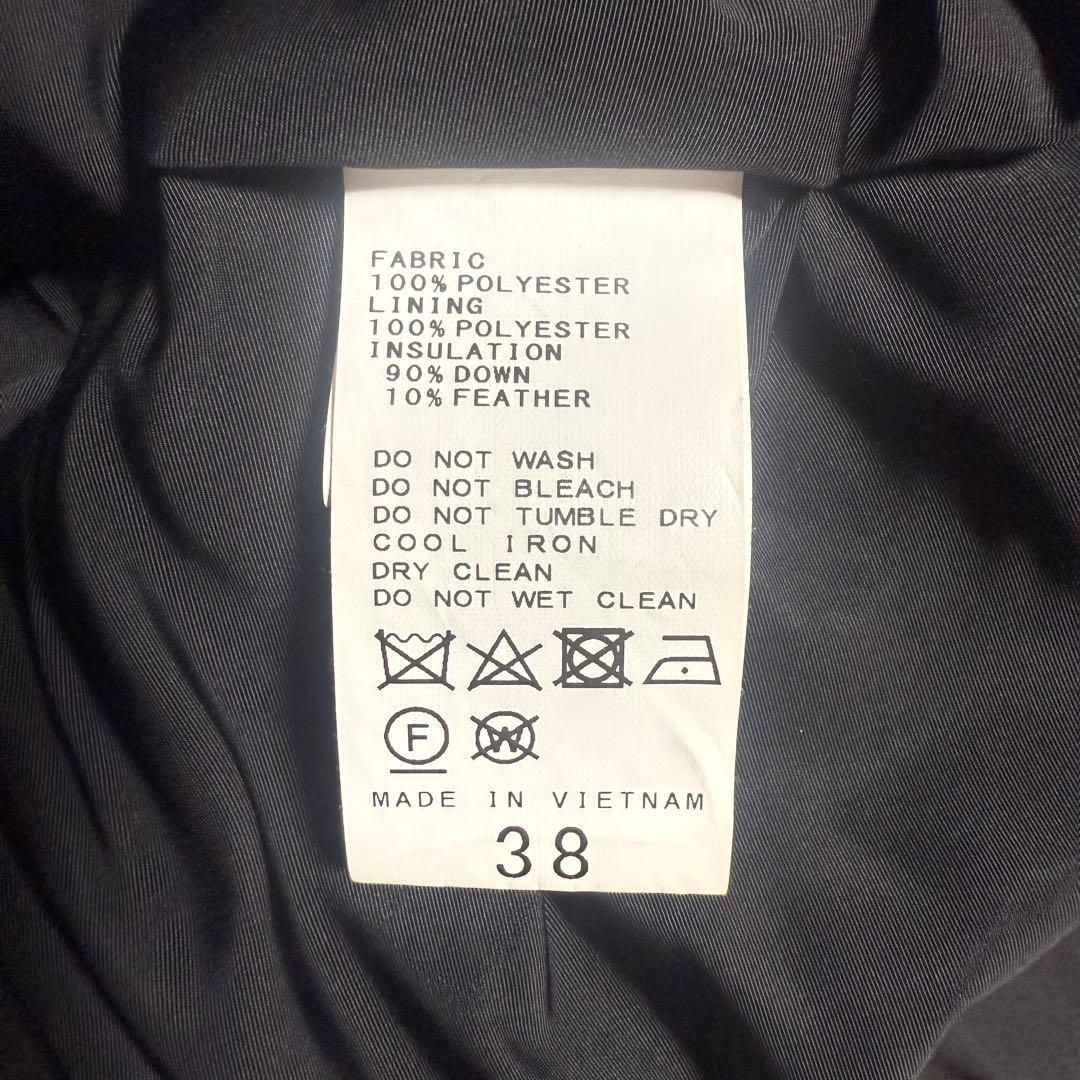 FABRIC
100% POLYESTER
LINING
100% POLYESTER
INSULATION
90% DOWN
10% FEATHER
DO NOT WASH
DO NOT BLEACH
DO NOT TUMBLE DRY
COOL IRON
DRY CLEAN
DO NOT WET CLEAN
F W
MADE IN VIETNAM
38